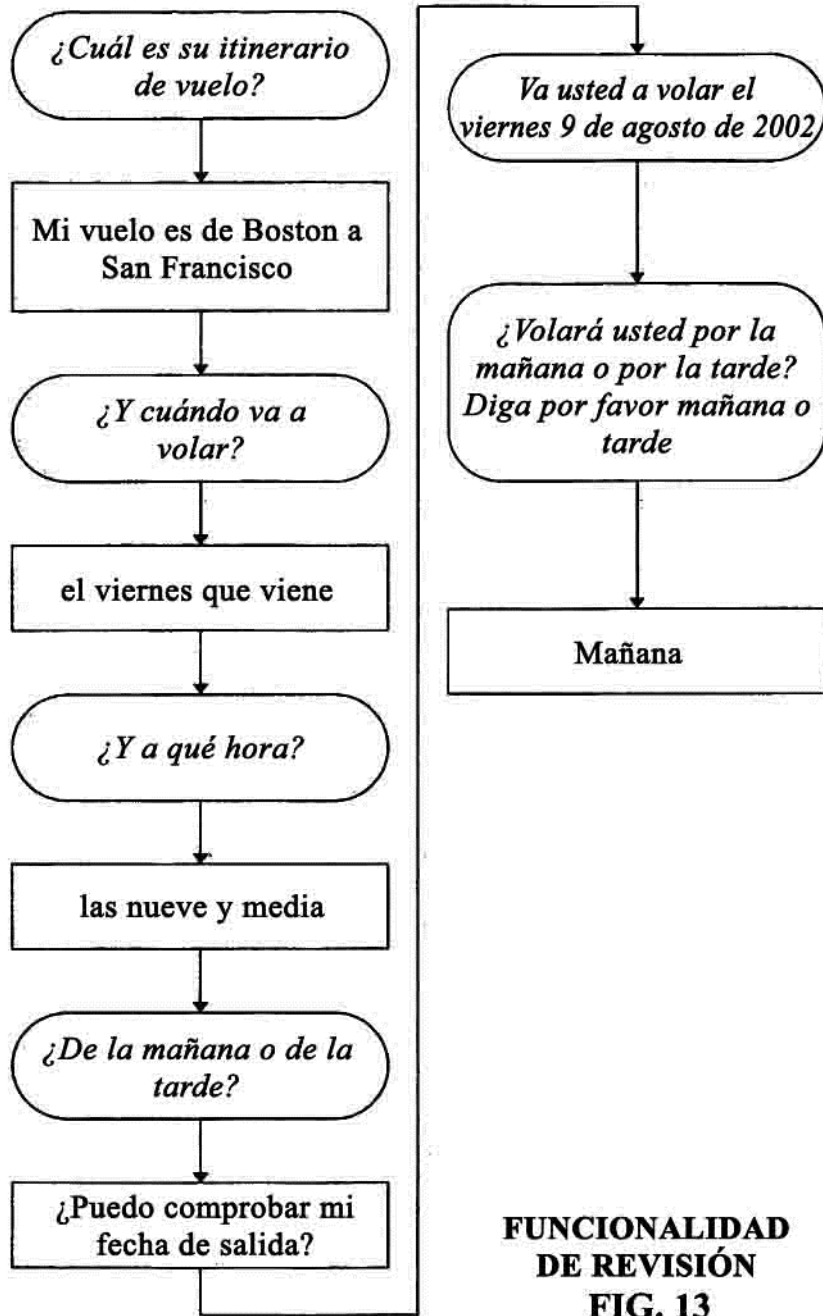 ¿Cuál es su itinerario
de vuelo?
Mi vuelo es de Boston a
San Francisco
¿Y cuándo va a
volar?
el viernes que viene
¿Y a qué hora?
las nueve y media
¿De la mañana o de la
tarde?
¿Puedo comprobar mi
fecha de salida?
Va usted a volar el
viernes 9 de agosto de 2002
¿Volará usted por la
mañana o por la tarde?
Diga por favor mañana o
tarde
Mañana
FUNCIONALIDAD
DE REVISIÓN
FIG. 13